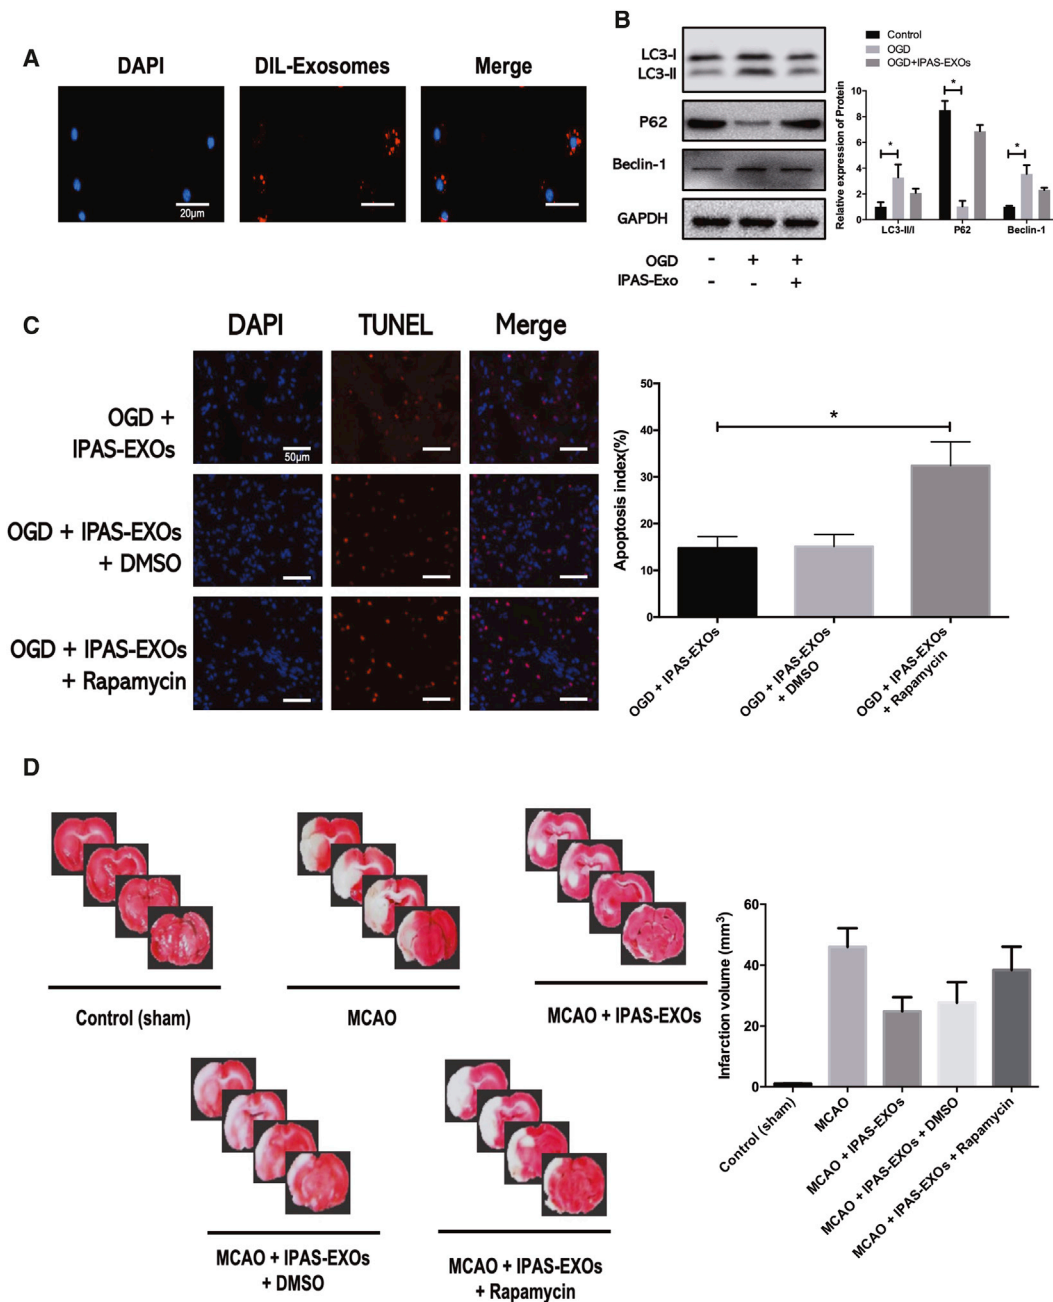 A
DAPI
DIL-Exosomes
Merge
20μm
B
LC3-I
LC3-II
P62
Beclin-1
GAPDH
OGD - + +
IPAS-Exo - - +
Control
OGD
OGD+IPAS-EXOs
Relative expression of Protein
10
8
6
4
2
0
* * *
LC3-II/I P62 Beclin-1
C
DAPI TUNEL Merge
OGD +
IPAS-EXOs
50μm
OGD + IPAS-EXOs
+ DMSO
OGD + IPAS-EXOs
+ Rapamycin
Apoptosis index(%)
50
40
30
20
10
0
*
OGD + IPAS-EXOs
OGD + IPAS-EXOs
+ DMSO
OGD + IPAS-EXOs
+ Rapamycin
D
Control (sham)
MCAO
MCAO + IPAS-EXOs
MCAO + IPAS-EXOs
+ DMSO
MCAO + IPAS-EXOs
+ Rapamycin
Infarction volume (mm³)
60
40
20
0
Control (sham)
MCAO
MCAO + IPAS-EXOs
MCAO + IPAS-EXOs + DMSO
MCAO + IPAS-EXOs + Rapamycin